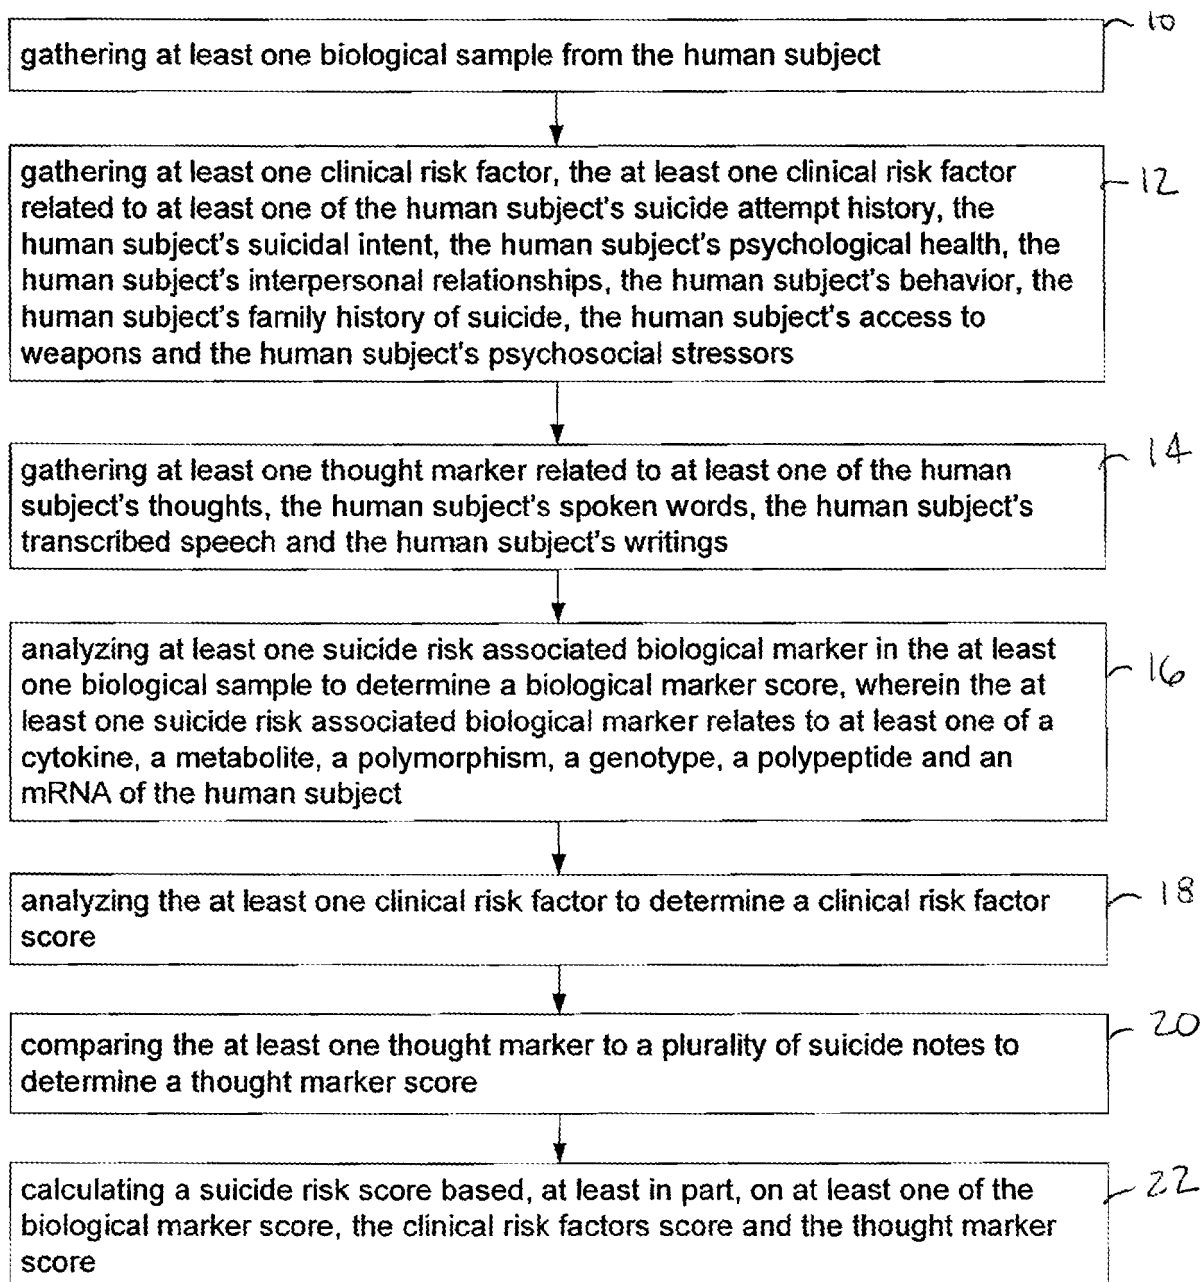 10
gathering at least one biological sample from the human subject
gathering at least one clinical risk factor, the at least one clinical risk factor
12
related to at least one of the human subject's suicide attempt history, the
human subject's suicidal intent, the human subject's psychological health, the
human subject's interpersonal relationships, the human subject's behavior, the
human subject's family history of suicide, the human subject's access to
weapons and the human subject's psychosocial stressors
14
gathering at least one thought marker related to at least one of the human
subject's thoughts, the human subject's spoken words, the human subject's
transcribed speech and the human subject's writings
analyzing at least one suicide risk associated biological marker in the at least
16
one biological sample to determine a biological marker score, wherein the at
least one suicide risk associated biological marker relates to at least one of a
cytokine, a metabolite, a polymorphism, a genotype, a polypeptide and an
mRNA of the human subject
18
analyzing the at least one clinical risk factor to determine a clinical risk factor
score
20
comparing the at least one thought marker to a plurality of suicide notes to
determine a thought marker score
22
calculating a suicide risk score based, at least in part, on at least one of the
biological marker score, the clinical risk factors score and the thought marker
score